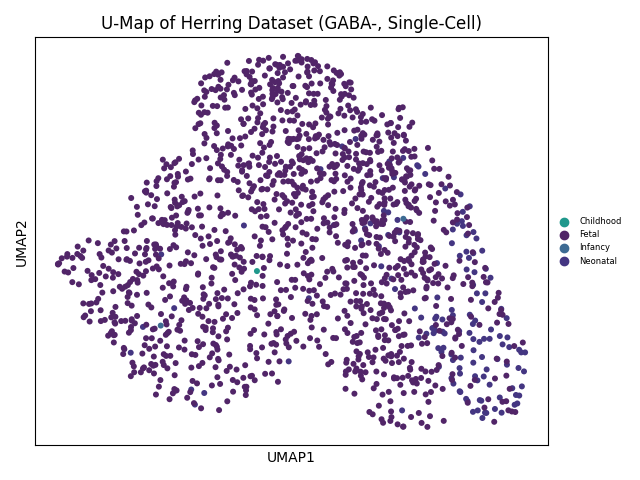 U-Map of Herring Dataset (GABA-, Single-Cell)
UMAP2
Childhood
Fetal
Infancy
Neonatal
UMAP1